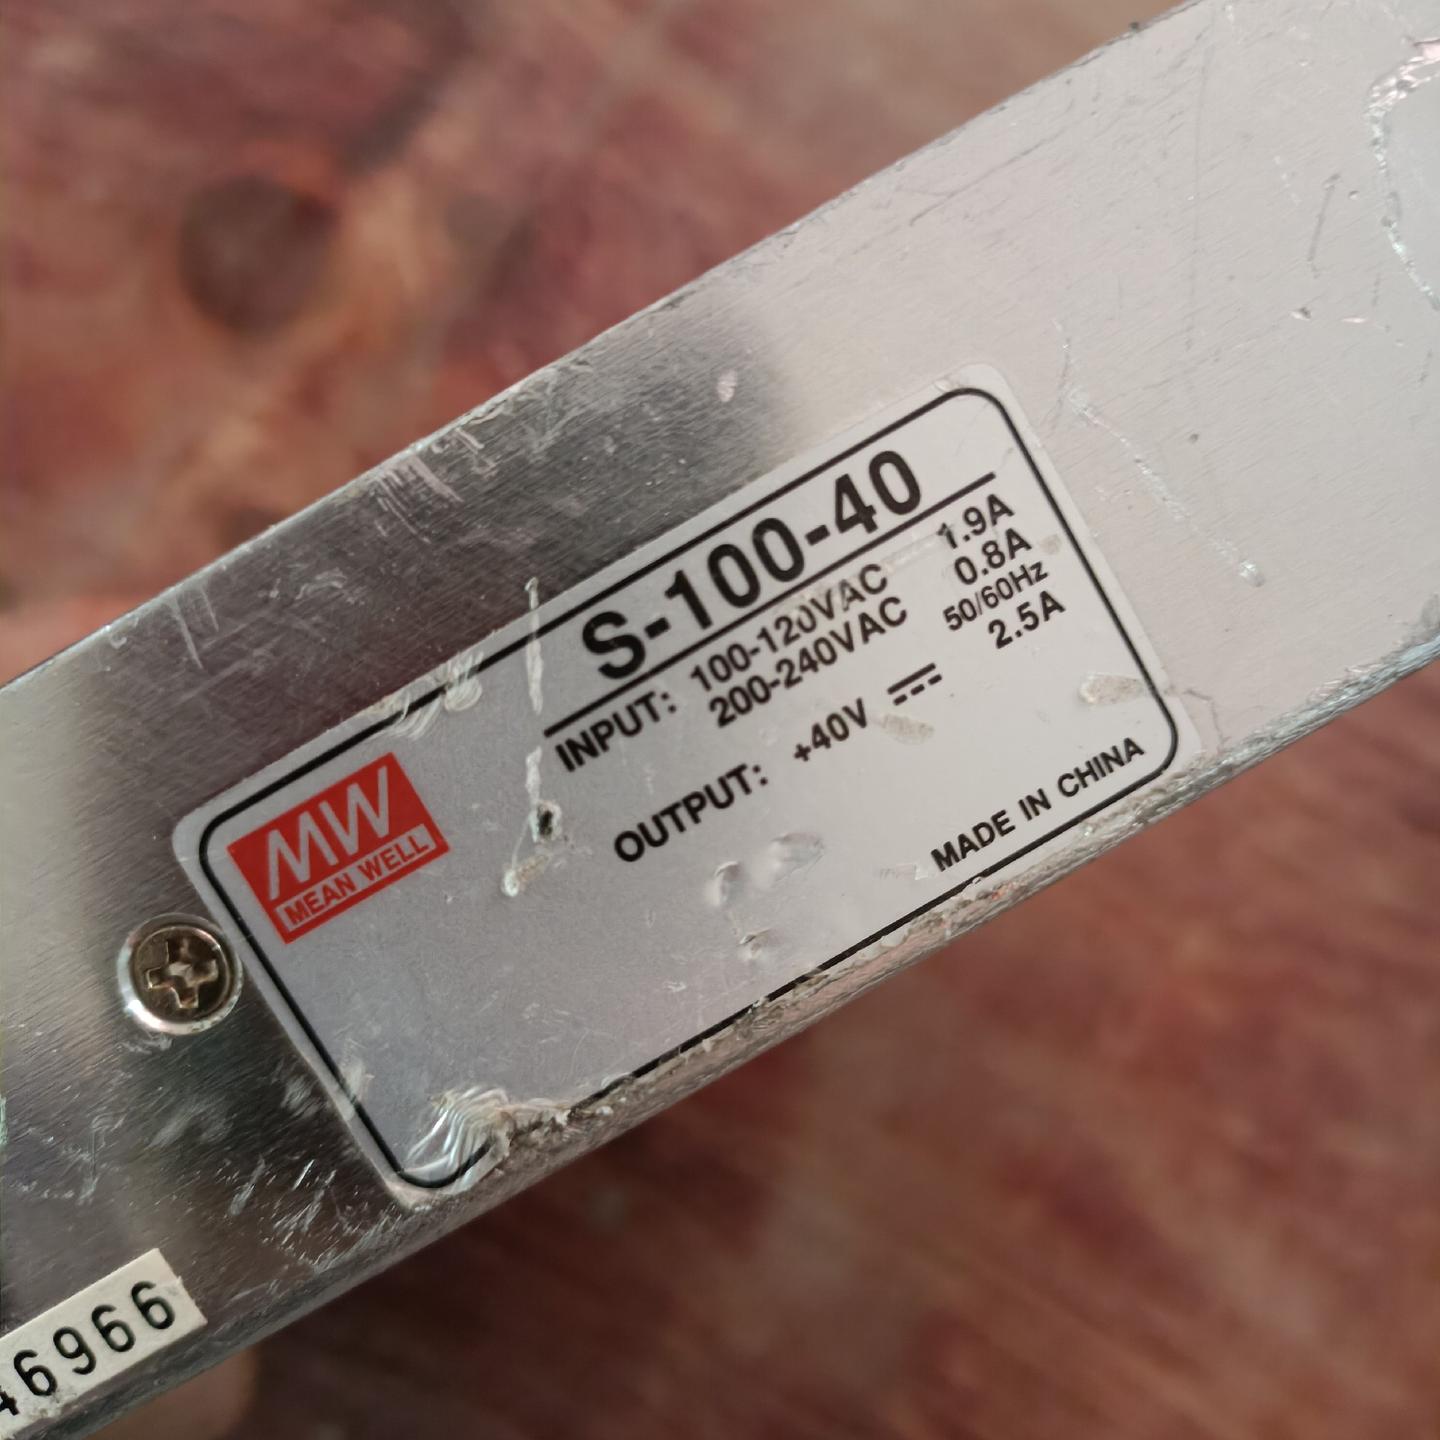 S-100-40
INPUT: 100-120VAC 1.9A
200-240VAC 0.8A
50/60Hz
OUTPUT: +40V 2.5A
MADE IN CHINA
MW
MEAN WELL
46966